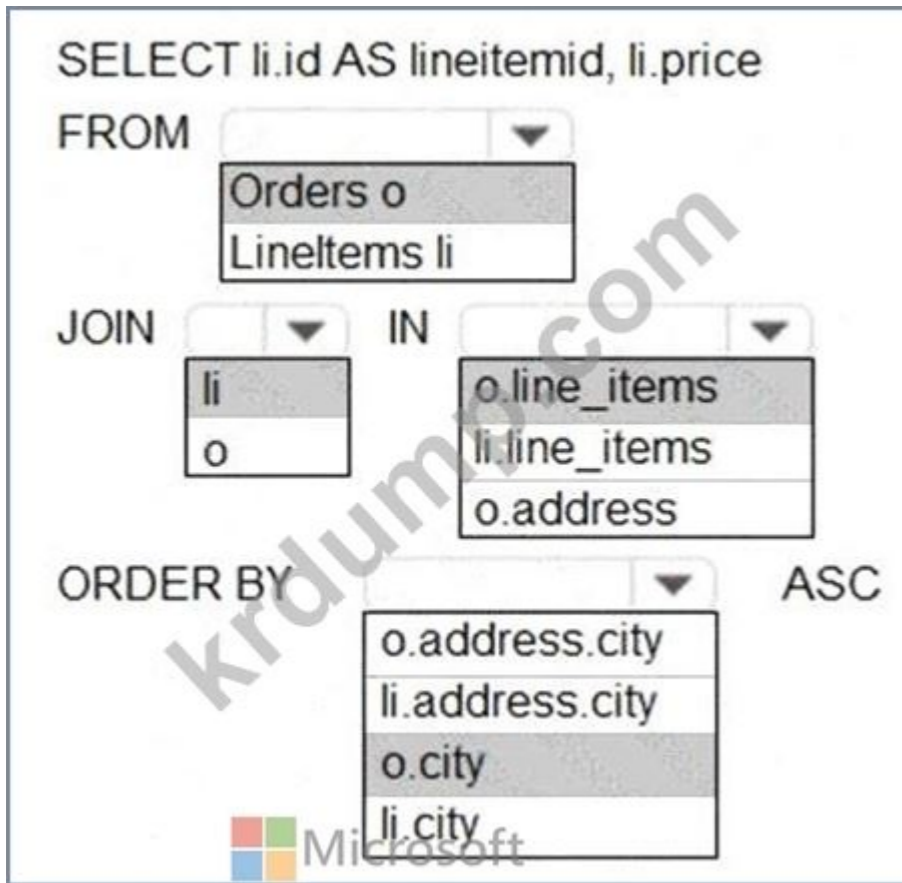 SELECT li.id AS lineitemid, li.price
FROM
Orders o
LineItems li
JOIN IN
li
o
o.line_items
li.line_items
o.address
ORDER BY ASC
o.address.city
li.address.city
o.city
li.city
Microsoft
krdump.com